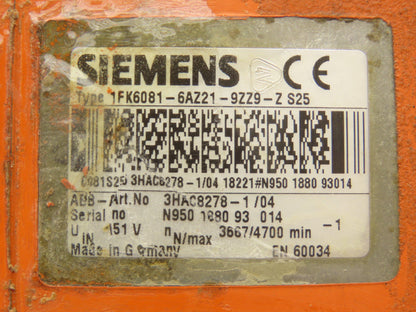 SIEMENS CE
Type 1FK6081-6AZ21-9ZZ9-Z S25
6081S25 3HAC8278-1/04 18221#N950 1880 93014
ABB-Art.No 3HAC8278-1/04
Serial no N950 1880 93 014
U IN 151 V n N/max 3667/4700 min -1
Made in Germany EN 60034